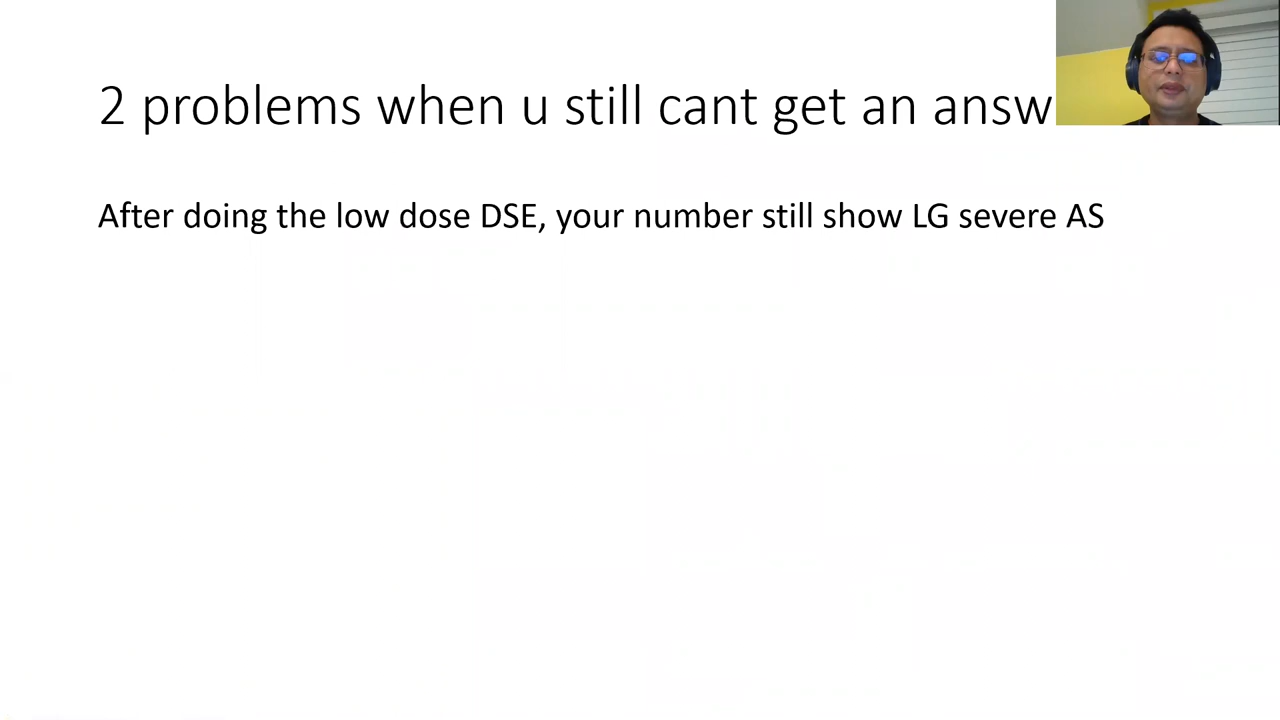 2 problems when u still cant get an answ
After doing the low dose DSE, your number still show LG severe AS